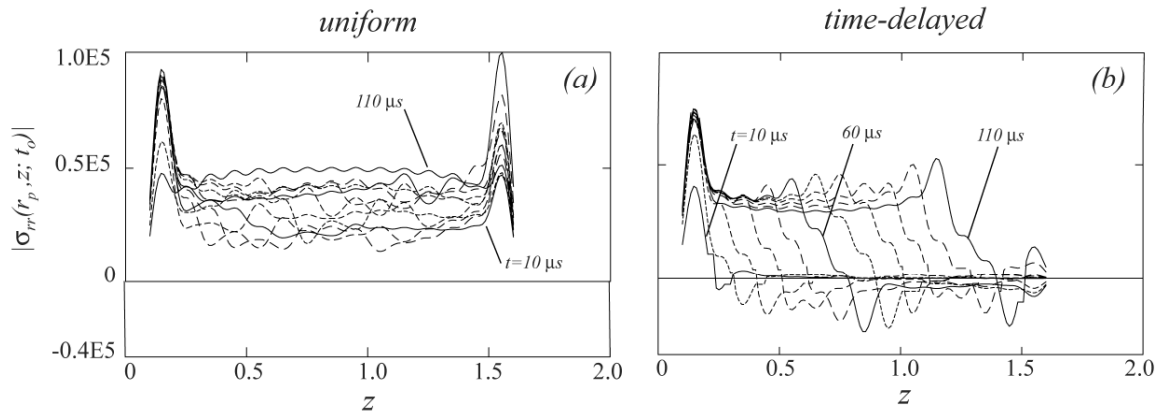 uniform
time-delayed
1.0E5
0.5E5
0
-0.4E5
|σrr(rp,z; to)|
(a)
110 μs
t=10 μs
0 0.5 1.0 1.5 2.0
z
(b)
t=10 μs
60 μs
110 μs
0 0.5 1.0 1.5 2.0
z